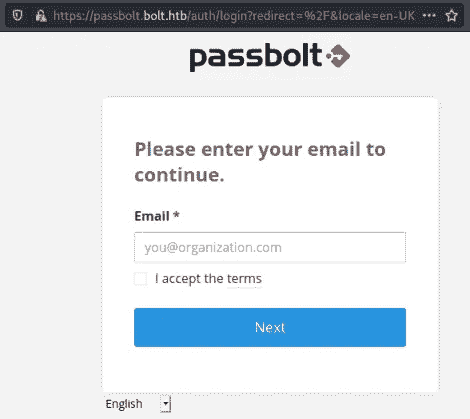 https://passbolt.bolt.htb/auth/login?redirect=%2F&locale=en-UK
passbolt
Please enter your email to
continue.
Email *
you@organization.com
I accept the terms
Next
English